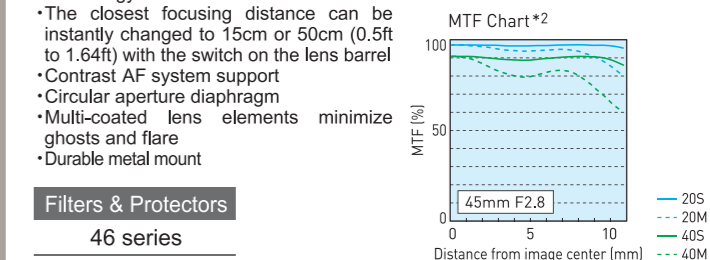 ・The closest focusing distance can be
instantly changed to 15cm or 50cm (0.5ft
to 1.64ft) with the switch on the lens barrel
・Contrast AF system support
・Circular aperture diaphragm
・Multi-coated lens elements minimize
ghosts and flare
・Durable metal mount
Filters & Protectors
46 series
MTF Chart*2
100
50
0
MTF (%)
45mm F2.8
0 5 10
Distance from image center (mm)
20S
20M
40S
40M